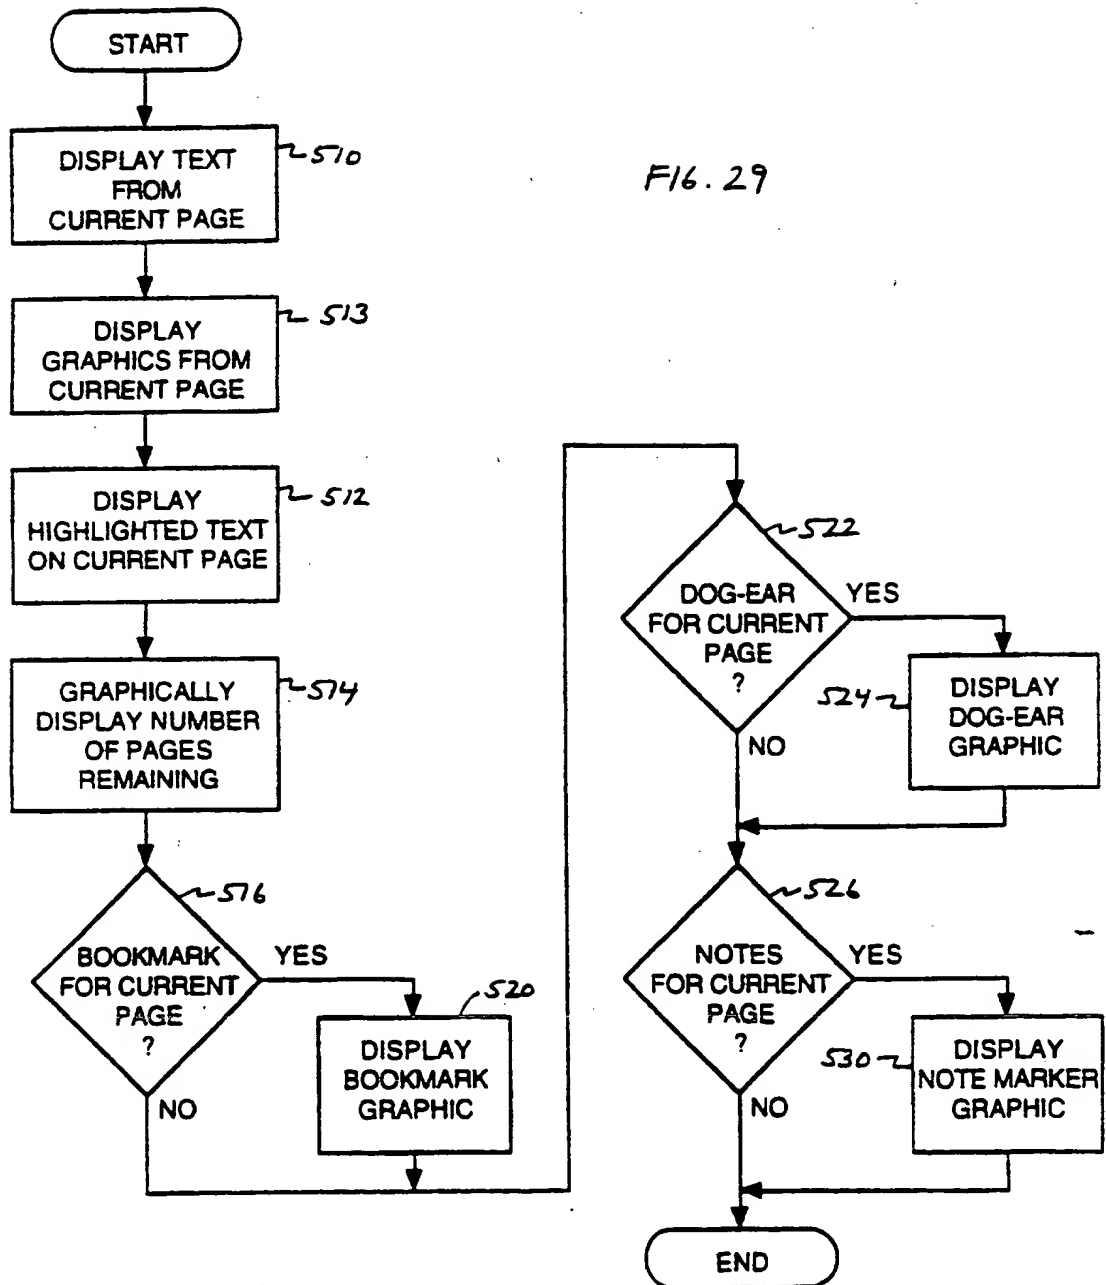 START
DISPLAY TEXT
FROM
CURRENT PAGE
510
FIG. 29
DISPLAY
GRAPHICS FROM
CURRENT PAGE
513
DISPLAY
HIGHLIGHTED TEXT
ON CURRENT PAGE
512
GRAPHICALLY
DISPLAY NUMBER
OF PAGES
REMAINING
514
BOOKMARK
FOR CURRENT
PAGE
?
516
YES
NO
DISPLAY
BOOKMARK
GRAPHIC
520
DOG-EAR
FOR CURRENT
PAGE
?
522
YES
NO
524
DISPLAY
DOG-EAR
GRAPHIC
NOTES
FOR CURRENT
PAGE
?
526
YES
NO
530
DISPLAY
NOTE MARKER
GRAPHIC
END